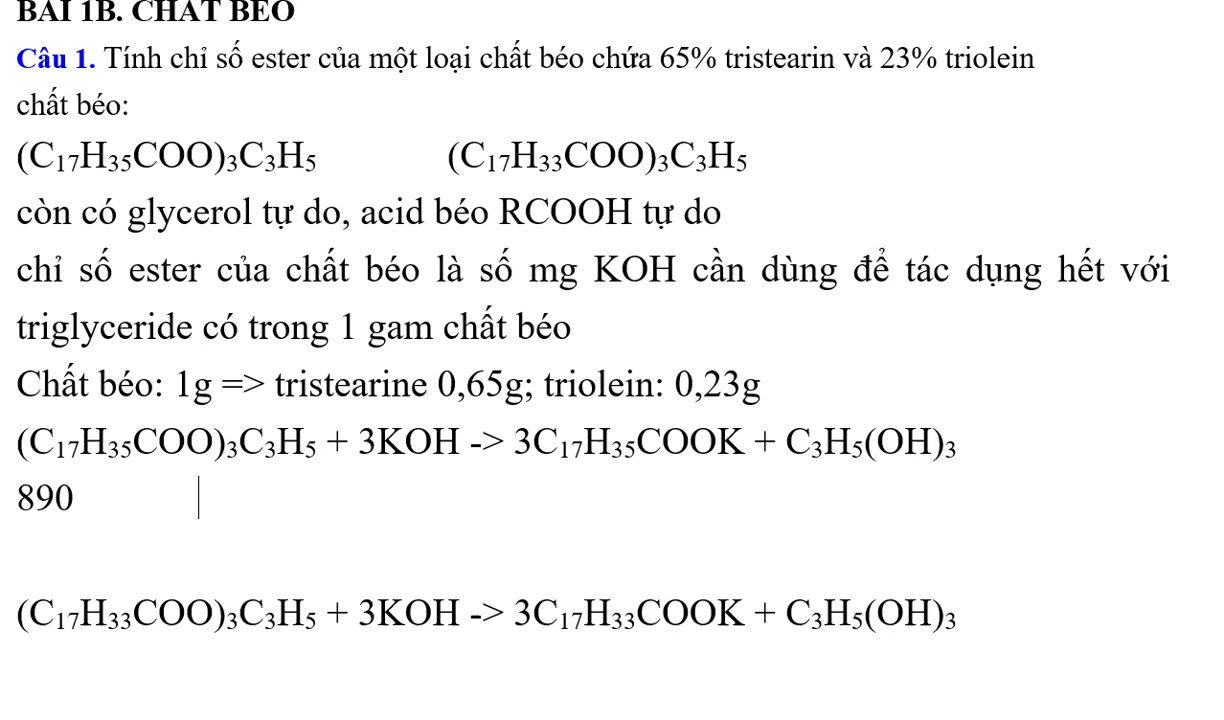 BÀI 1B. CHẤT BÉO
Câu 1. Tính chỉ số ester của một loại chất béo chứa 65% tristearin và 23% triolein
chất béo:
(C₁₇H₃₅COO)₃C₃H₅ (C₁₇H₃₃COO)₃C₃H₅
còn có glycerol tự do, acid béo RCOOH tự do
chỉ số ester của chất béo là số mg KOH cần dùng để tác dụng hết với
triglyceride có trong 1 gam chất béo
Chất béo: 1g => tristearine 0,65g; triolein: 0,23g
(C₁₇H₃₅COO)₃C₃H₅ + 3KOH -> 3C₁₇H₃₅COOK + C₃H₅(OH)₃
890
(C₁₇H₃₃COO)₃C₃H₅ + 3KOH -> 3C₁₇H₃₃COOK + C₃H₅(OH)₃